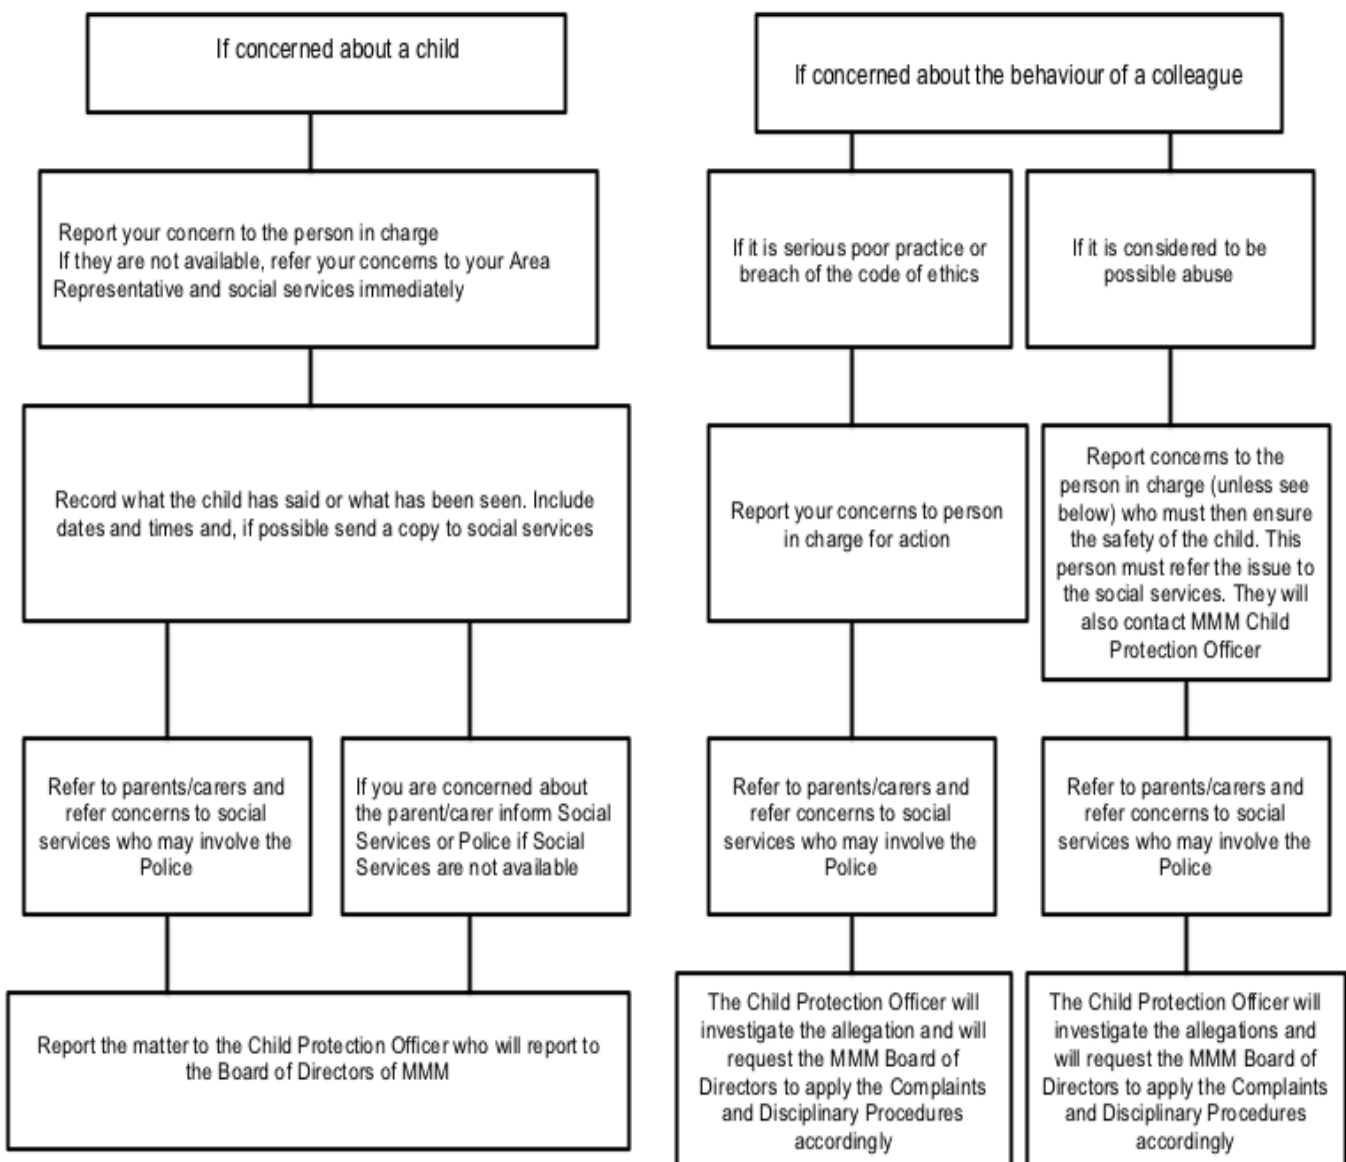 If concerned about a child
Report your concern to the person in charge
If they are not available, refer your concerns to your Area
Representative and social services immediately
Record what the child has said or what has been seen. Include
dates and times and, if possible send a copy to social services
Refer to parents/carers and
refer concerns to social
services who may involve the
Police
If you are concerned about
the parent/carer inform Social
Services or Police if Social
Services are not available
Report the matter to the Child Protection Officer who will report to
the Board of Directors of MMM
If concerned about the behaviour of a colleague
If it is serious poor practice or
breach of the code of ethics
Report your concerns to person
in charge for action
Refer to parents/carers and
refer concerns to social
services who may involve the
Police
The Child Protection Officer will
investigate the allegation and will
request the MMM Board of
Directors to apply the Complaints
and Disciplinary Procedures
accordingly
If it is considered to be
possible abuse
Report concerns to the
person in charge (unless see
below) who must then ensure
the safety of the child. This
person must refer the issue to
the social services. They will
also contact MMM Child
Protection Officer
Refer to parents/carers and
refer concerns to social
services who may involve the
Police
The Child Protection Officer will
investigate the allegations and
will request the MMM Board of
Directors to apply the Complaints
and Disciplinary Procedures
accordingly